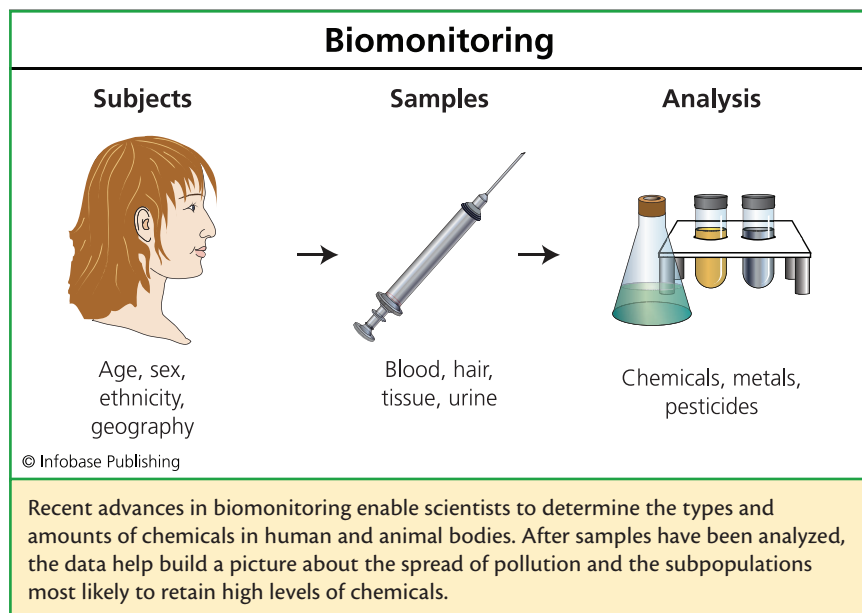 Biomonitoring
Subjects
Samples
Analysis
Age, sex,
ethnicity,
geography
Blood, hair,
tissue, urine
Chemicals, metals,
pesticides
© Infobase Publishing
Recent advances in biomonitoring enable scientists to determine the types and
amounts of chemicals in human and animal bodies. After samples have been analyzed,
the data help build a picture about the spread of pollution and the subpopulations
most likely to retain high levels of chemicals.